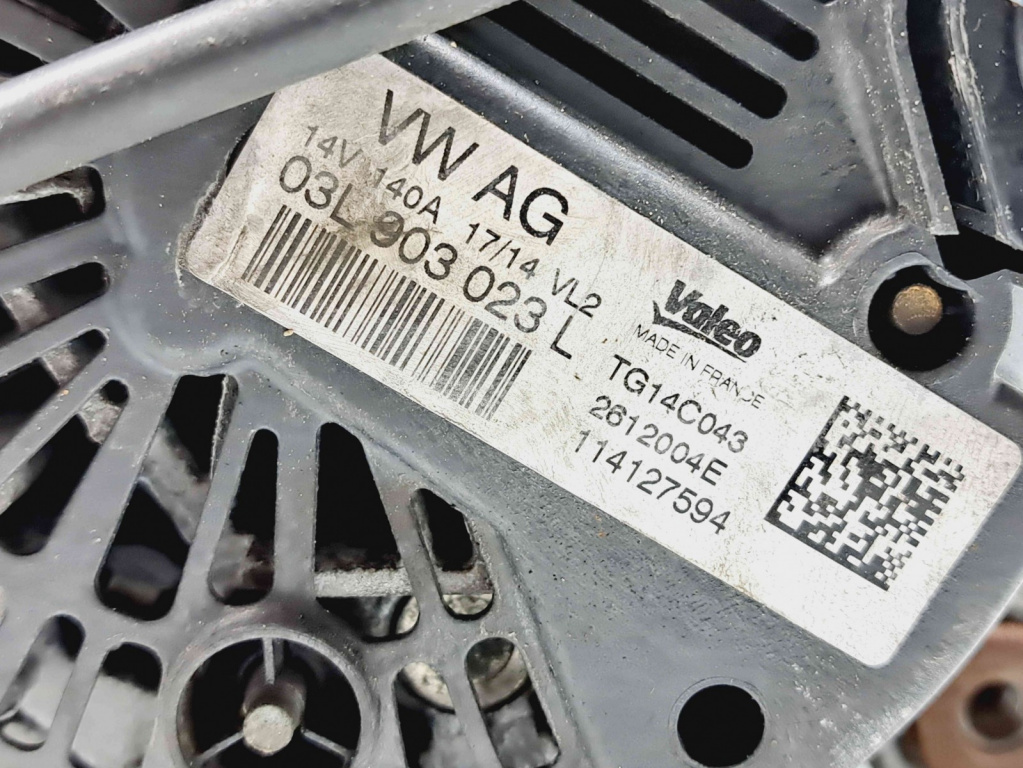 VW AG
14V 140A 17/14 VL2
03L 903 023 L
Valeo
MADE IN FRANCE
TG14C043
2612004E
114127594